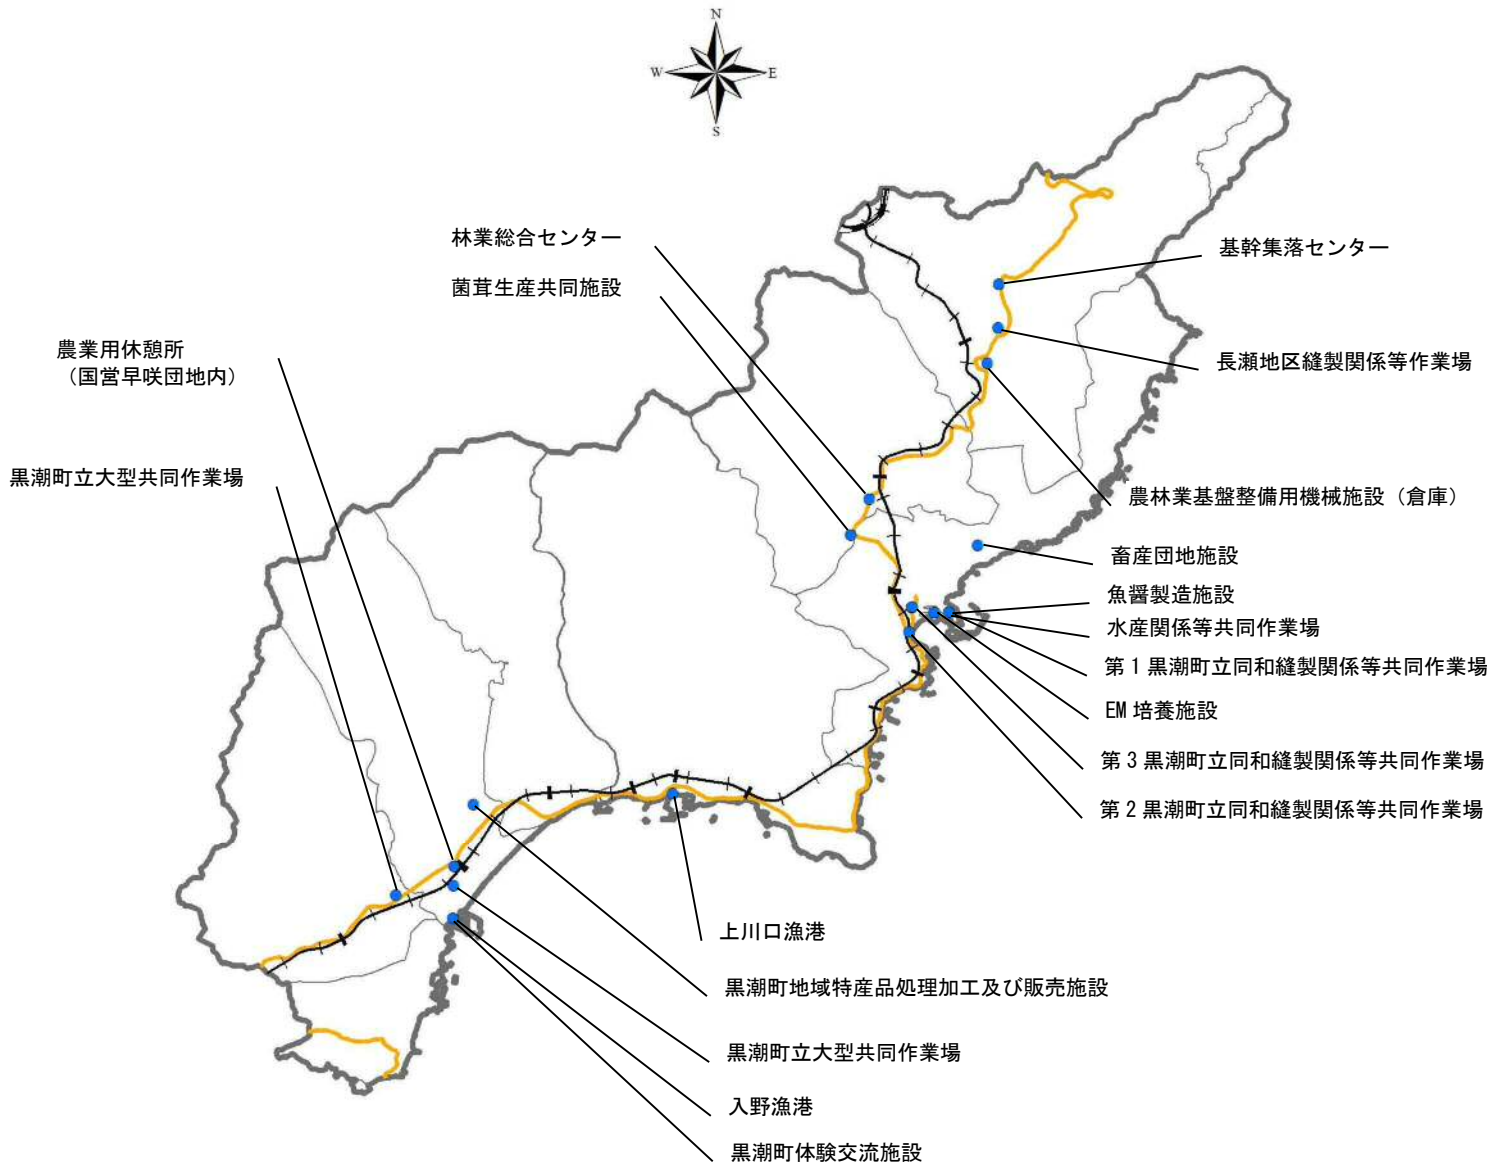 N
W
E
S
林業総合センター
基幹集落センター
菌茸生産共同施設
農業用休憩所
（国営早咲団地内）
長瀬地区縫製関係等作業場
黒潮町立大型共同作業場
農林業基盤整備用機械施設（倉庫）
畜産団地施設
魚醤製造施設
水産関係等共同作業場
第1黒潮町立同和縫製関係等共同作業場
EM培養施設
第3黒潮町立同和縫製関係等共同作業場
第2黒潮町立同和縫製関係等共同作業場
上川口漁港
黒潮町地域特産品処理加工及び販売施設
黒潮町立大型共同作業場
入野漁港
黒潮町体験交流施設